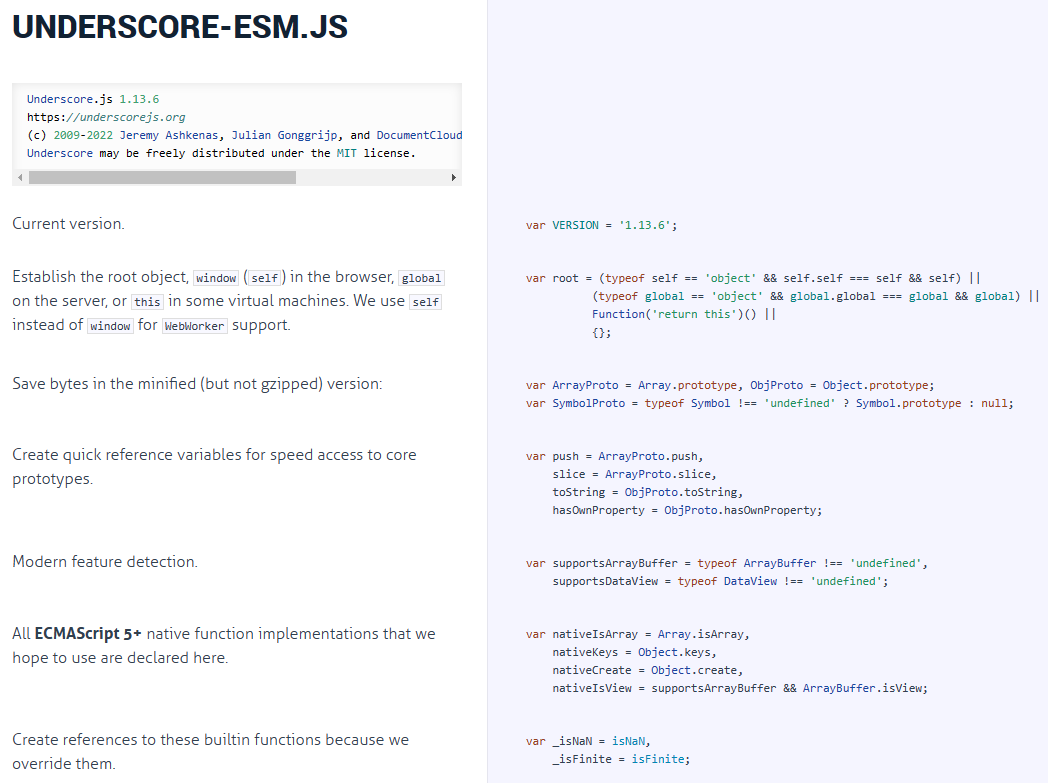 UNDERSCORE-ESM.JS
Underscore.js 1.13.6
https://underscorejs.org
(c) 2009-2022 Jeremy Ashkenas, Julian Gonggrijp, and DocumentCloud
Underscore may be freely distributed under the MIT license.
Current version.
var VERSION = '1.13.6';
Establish the root object, window (self) in the browser, global
on the server, or this in some virtual machines. We use self
instead of window for WebWorker support.
var root = (typeof self == 'object' && self.self === self && self) ||
(typeof global == 'object' && global.global === global && global) ||
Function('return this')() ||
{};
Save bytes in the minified (but not gzipped) version:
var ArrayProto = Array.prototype, ObjProto = Object.prototype;
var SymbolProto = typeof Symbol !== 'undefined' ? Symbol.prototype : null;
Create quick reference variables for speed access to core
prototypes.
var push = ArrayProto.push,
slice = ArrayProto.slice,
toString = ObjProto.toString,
hasOwnProperty = ObjProto.hasOwnProperty;
Modern feature detection.
var supportsArrayBuffer = typeof ArrayBuffer !== 'undefined',
supportsDataView = typeof DataView !== 'undefined';
All ECMAScript 5+ native function implementations that we
hope to use are declared here.
var nativeIsArray = Array.isArray,
nativeKeys = Object.keys,
nativeCreate = Object.create,
nativeIsView = supportsArrayBuffer && ArrayBuffer.isView;
Create references to these builtin functions because we
override them.
var _isNaN = isNaN,
_isFinite = isFinite;